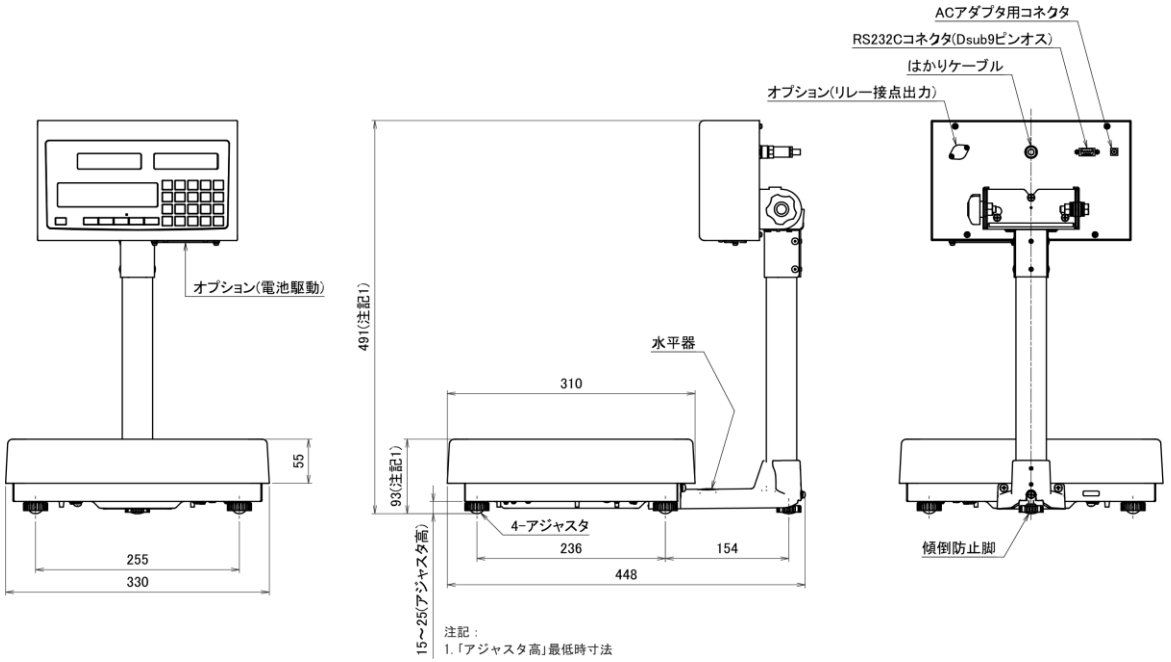 ACアダプタ用コネクタ
RS232Cコネクタ(Dsub9ピンオス)
はかりケーブル
オプション(リレー接点出力)
オプション(電池駆動)
491(注記1)
水平器
310
55
93(注記1)
4-アジャスタ
15～25(アジャスタ高)
236
154
448
255
330
傾倒防止脚
注記：
1.「アジャスタ高」最低時寸法